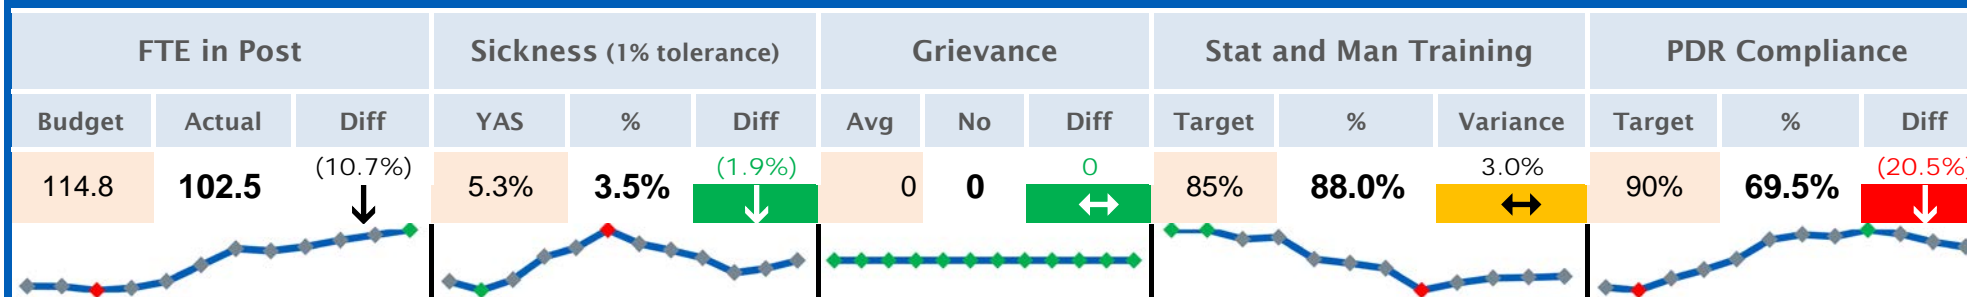 FTE in Post Sickness (1% tolerance) Grievance Stat and Man Training PDR Compliance
Budget Actual Diff YAS % Diff Avg No Diff Target % Variance Target % Diff
114.8 102.5 (10.7%) 5.3% 3.5% (1.9%) 0 0 0 85% 88.0% 3.0% 90% 69.5% (20.5%)